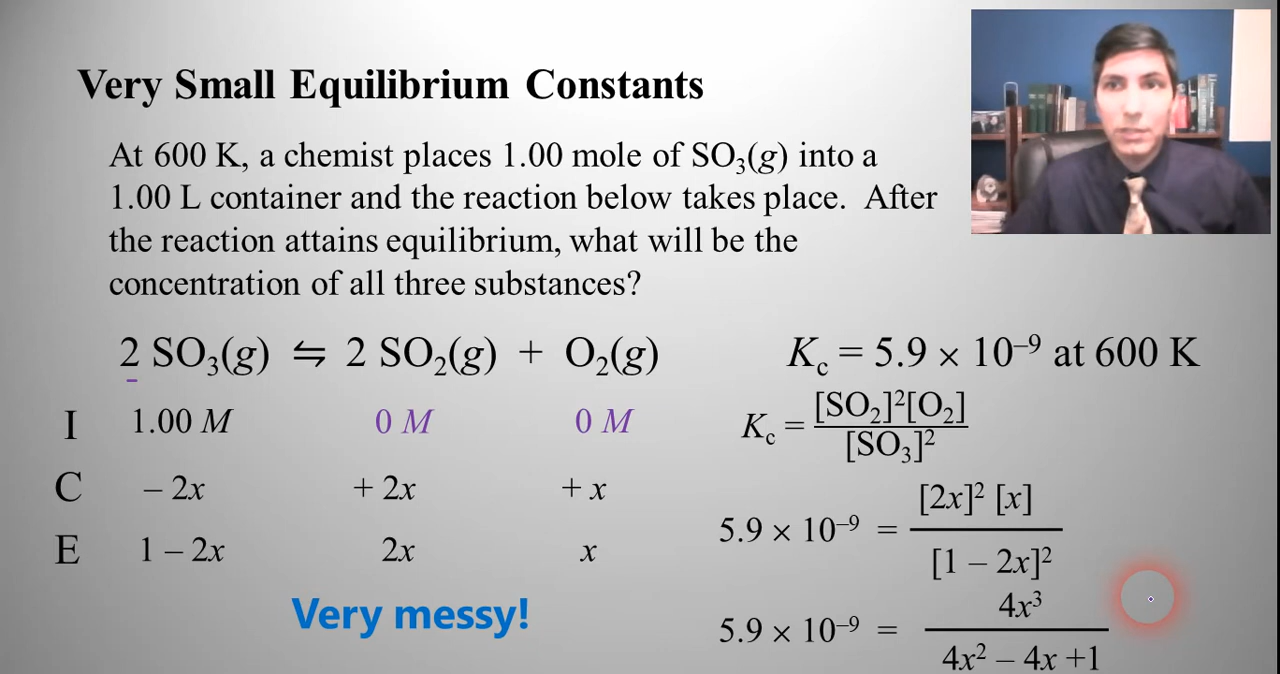 Very Small Equilibrium Constants
At 600 K, a chemist places 1.00 mole of SO₃(g) into a
1.00 L container and the reaction below takes place. After
the reaction attains equilibrium, what will be the
concentration of all three substances?
2 SO₃(g) ⇋ 2 SO₂(g) + O₂(g)
K꜀ = 5.9 × 10⁻⁹ at 600 K
I 1.00 M 0 M 0 M
C – 2x + 2x + x
E 1 – 2x 2x x
Very messy!
K꜀ = [SO₂]²[O₂]
[SO₃]²
5.9 × 10⁻⁹ = [2x]² [x]
[1 – 2x]²
5.9 × 10⁻⁹ = 4x³
4x² – 4x +1